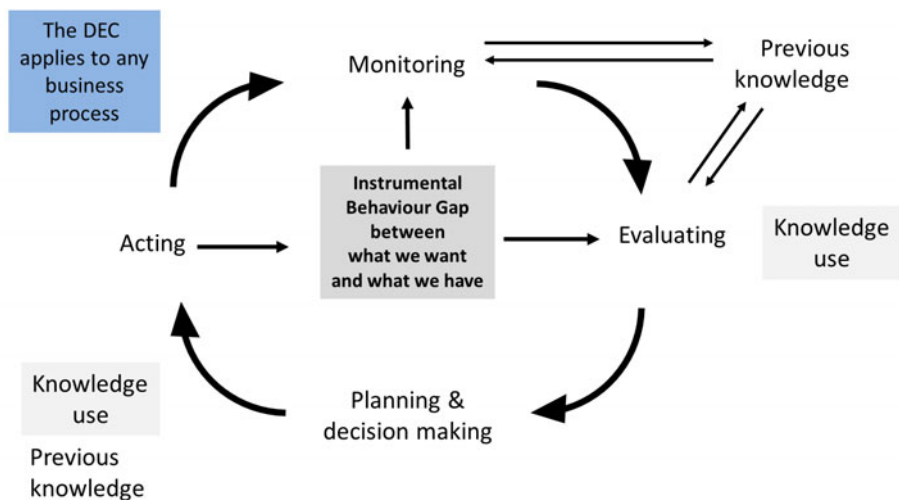 The DEC
applies to any
business
process
Monitoring
Previous
knowledge
Instrumental
Behaviour Gap
between
what we want
and what we have
Acting
Evaluating
Knowledge
use
Knowledge
use
Previous
knowledge
Planning &
decision making